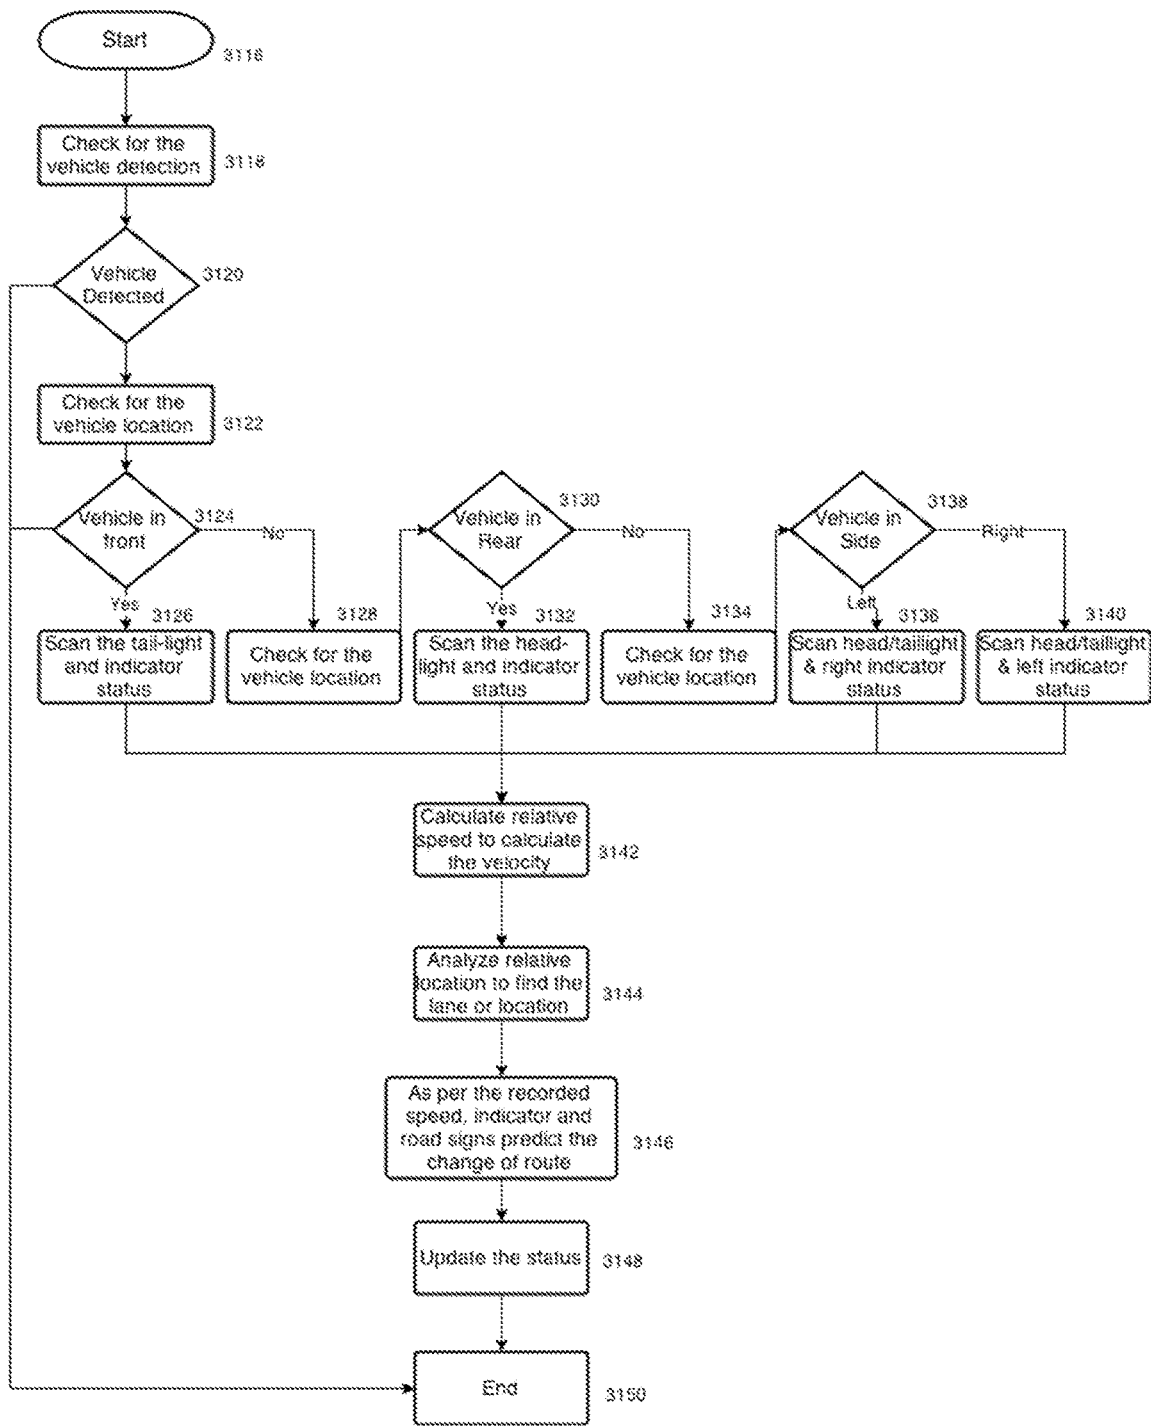 Start
3116
Check for the
vehicle detection
3118
Vehicle
Detected
3120
Check for the
vehicle location
3122
Vehicle in
front
3124
No
Yes
Vehicle in
Rear
3130
No
Yes
Vehicle in
Side
3138
Right
Left
3126
Scan the tail-light
and indicator
status
3128
Check for the
vehicle location
3132
Scan the head-
light and indicator
status
3134
Check for the
vehicle location
3136
Scan head/taillight
& right indicator
status
3140
Scan head/taillight
& left indicator
status
Calculate relative
speed to calculate
the velocity
3142
Analyze relative
location to find the
lane or location
3144
As per the recorded
speed, indicator and
road signs predict the
change of route
3146
Update the status
3148
End
3150